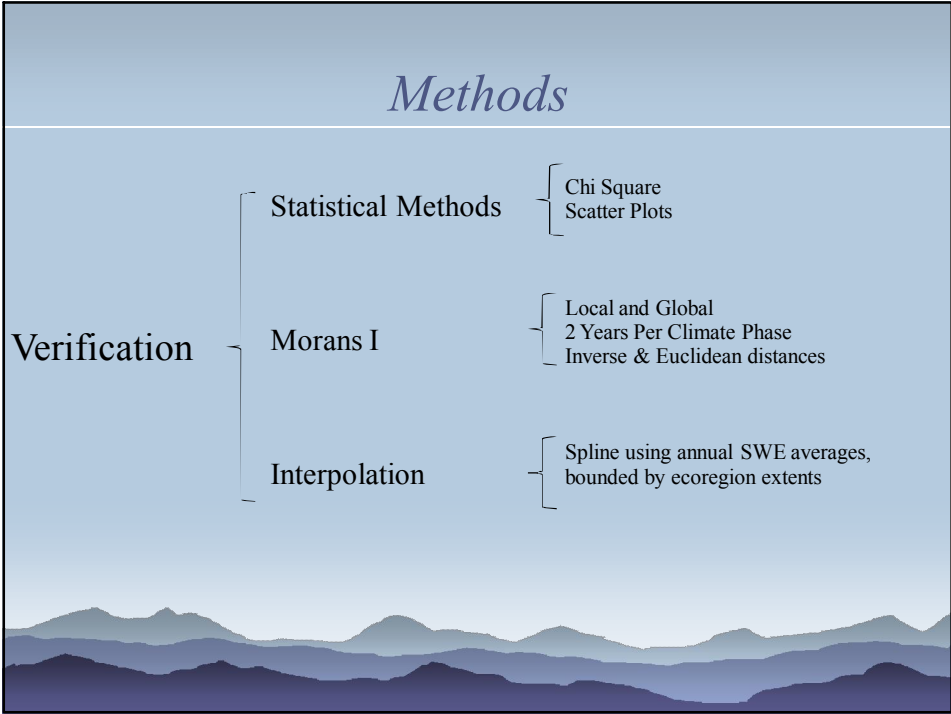 Methods
Verification
Statistical Methods
Chi Square
Scatter Plots
Morans I
Local and Global
2 Years Per Climate Phase
Inverse & Euclidean distances
Interpolation
Spline using annual SWE averages,
bounded by ecoregion extents